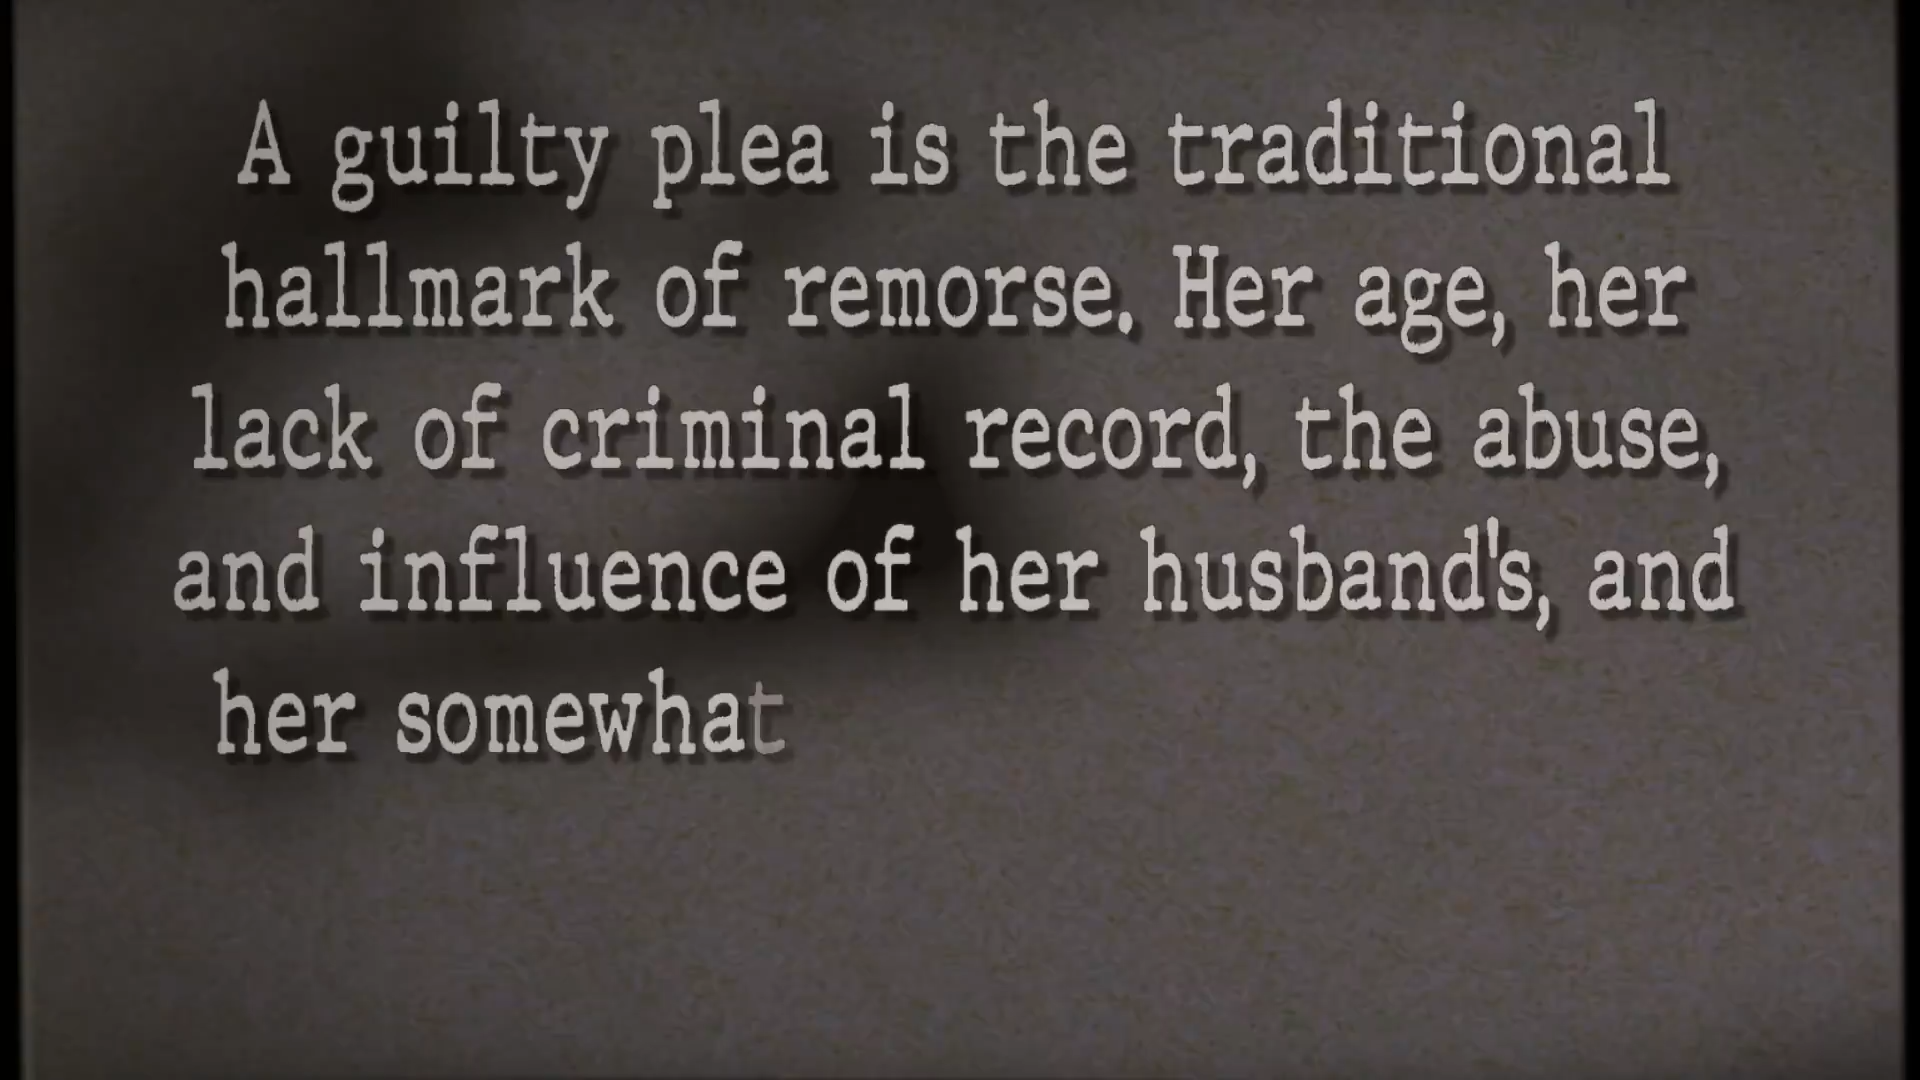 A guilty plea is the traditional
hallmark of remorse. Her age, her
lack of criminal record, the abuse,
and influence of her husband's, and
her somewhat